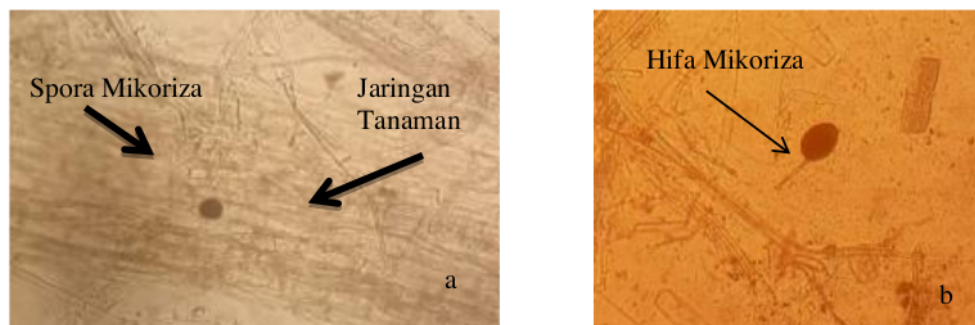 Spora Mikoriza
Jaringan
Tanaman
a
Hifa Mikoriza
b